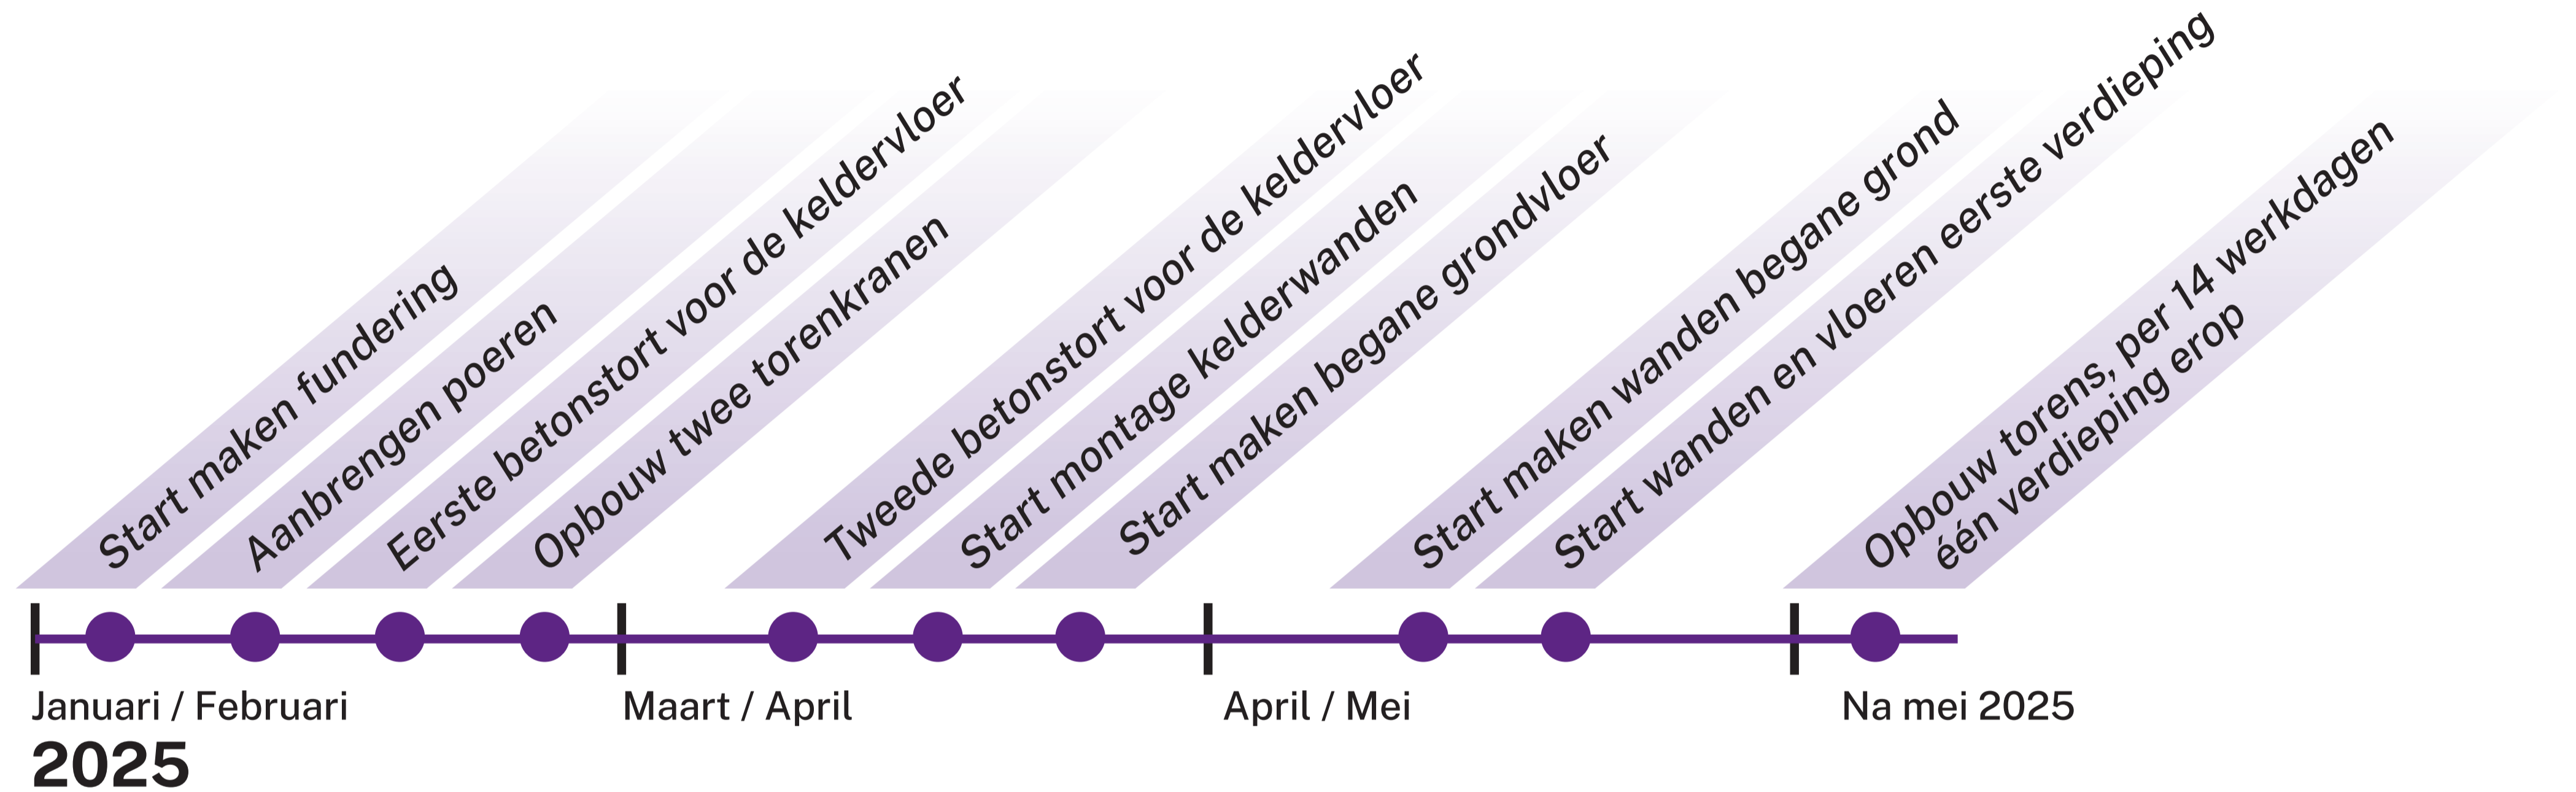 Start maken fundering
Aanbrengen poeren
Eerste betonstort voor de keldervloer
Opbouw twee torenkranen
Tweede betonstort voor de keldervloer
Start montage kelderwanden
Start maken begane grondvloer
Start maken wanden begane grond
Start wanden en vloeren eerste verdieping
Opbouw torens, per 14 werkdagen
één verdieping erop
Januari / Februari
Maart / April
April / Mei
Na mei 2025
2025